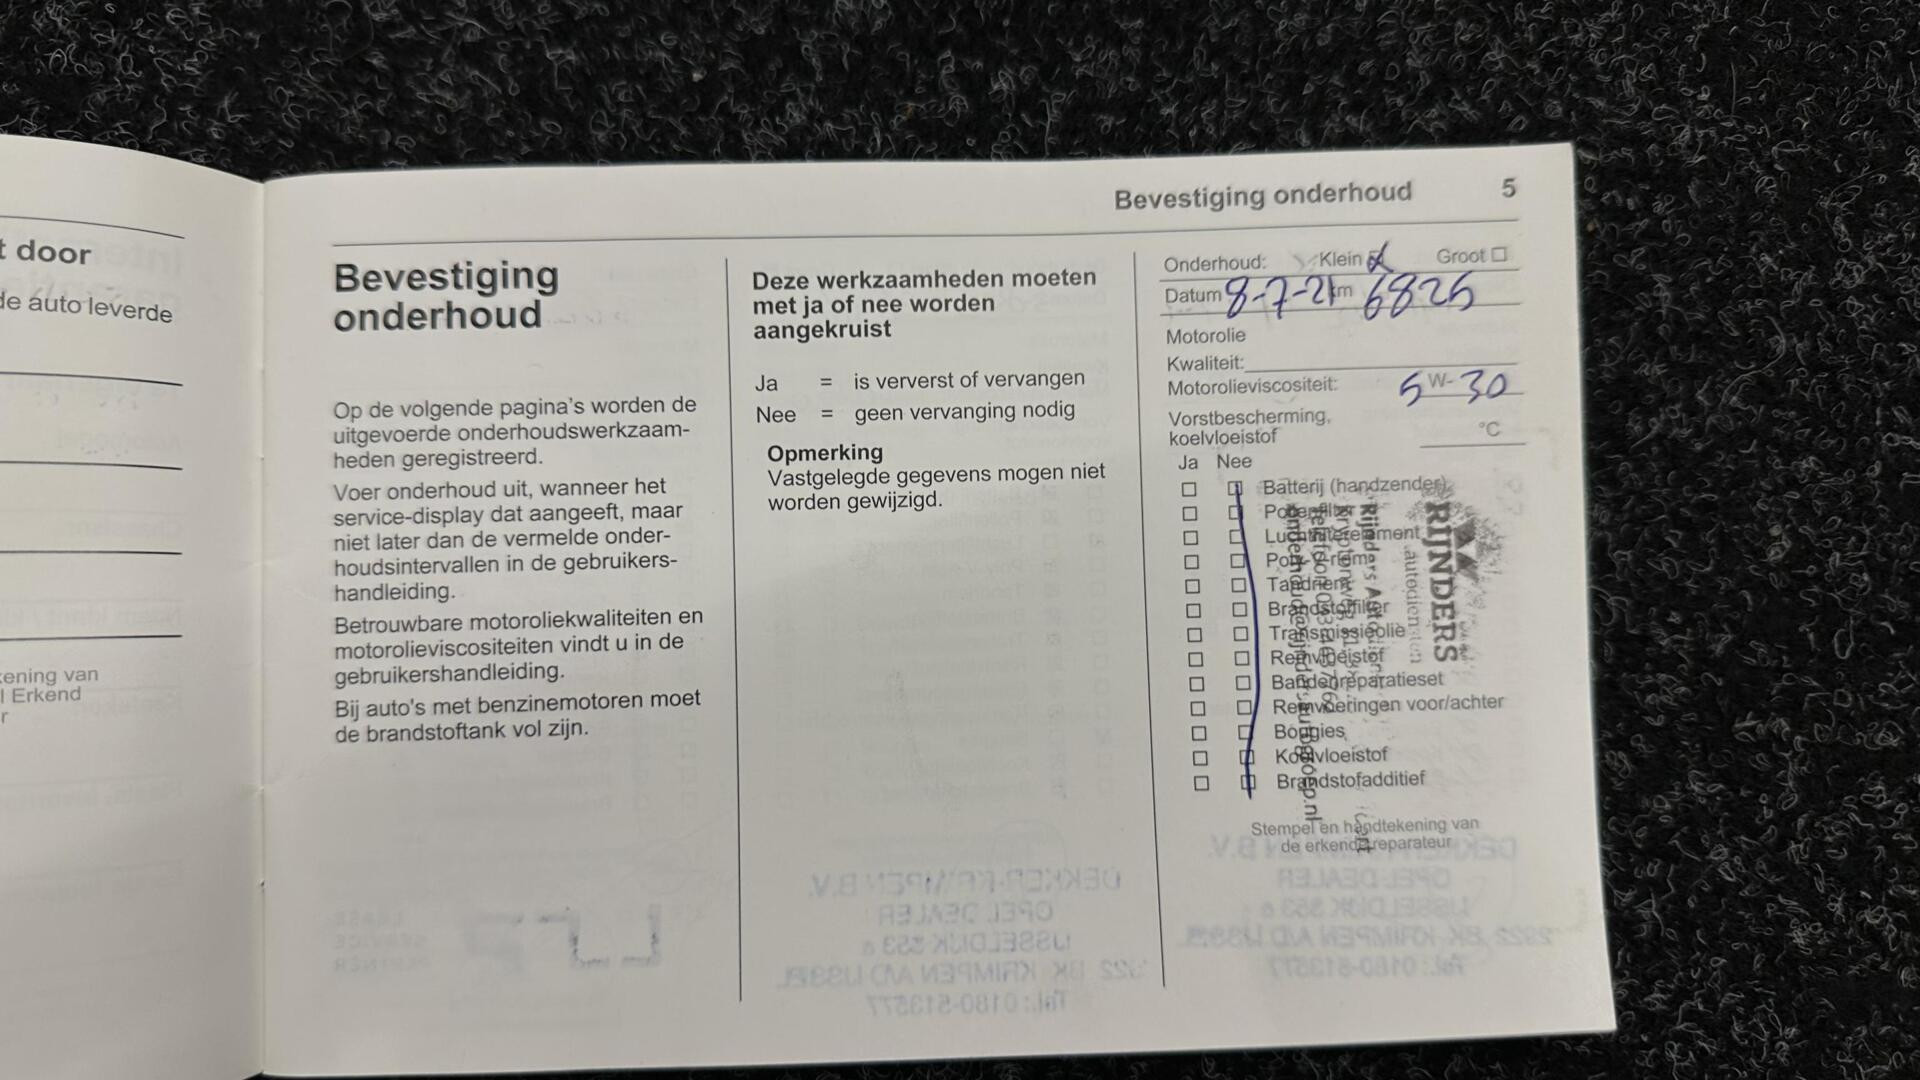 t door
de auto leverde
kening van
l Erkend
r
Bevestiging onderhoud 5
Bevestiging
onderhoud
Op de volgende pagina's worden de
uitgevoerde onderhoudswerkzaam-
heden geregistreerd.
Voer onderhoud uit, wanneer het
service-display dat aangeeft, maar
niet later dan de vermelde onder-
houdsintervallen in de gebruikers-
handleiding.
Betrouwbare motoroliekwaliteiten en
motorolieviscositeiten vindt u in de
gebruikershandleiding.
Bij auto's met benzinemotoren moet
de brandstoftank vol zijn.
Deze werkzaamheden moeten
met ja of nee worden
aangekruist
Ja = is ververst of vervangen
Nee = geen vervanging nodig
Opmerking
Vastgelegde gegevens mogen niet
worden gewijzigd.
Onderhoud: Klein Groot
Datum 8-7-21 km 6825
Motorolie
Kwaliteit:
Motorolieviscositeit: 5 W- 30
Vorstbescherming,
koelvloeistof °C
Ja Nee
Batterij (handzender)
Pollenfilter
Luchtfilterelement
Poly-V-riem
Tandriem
Brandstoffilter
Transmissieolie
Remvloeistof
Bandenreparatieset
Remvoeringen voor/achter
Bougies
Koelvloeistof
Brandstofadditief
Stempel en handtekening van
de erkende reparateur
RIJNDERS
autodiensten